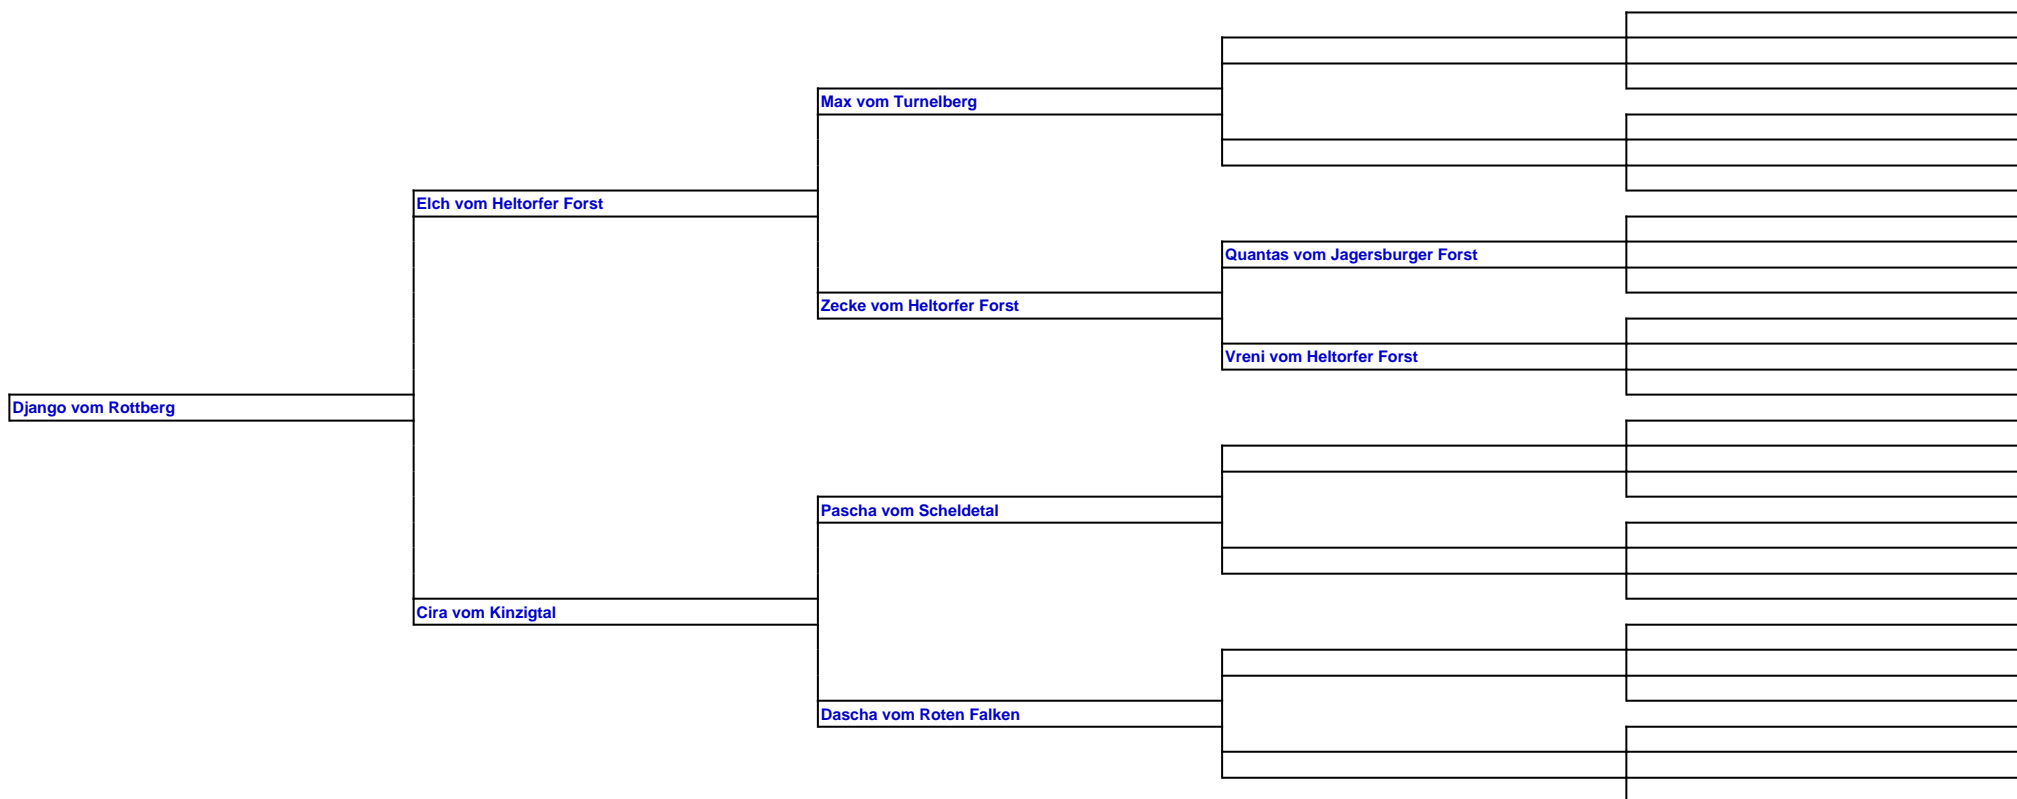 Max vom Turnelberg
Elch vom Heltorfer Forst
Quantas vom Jagersburger Forst
Zecke vom Heltorfer Forst
Vreni vom Heltorfer Forst
Django vom Rottberg
Pascha vom Scheldetal
Cira vom Kinzigtal
Dascha vom Roten Falken